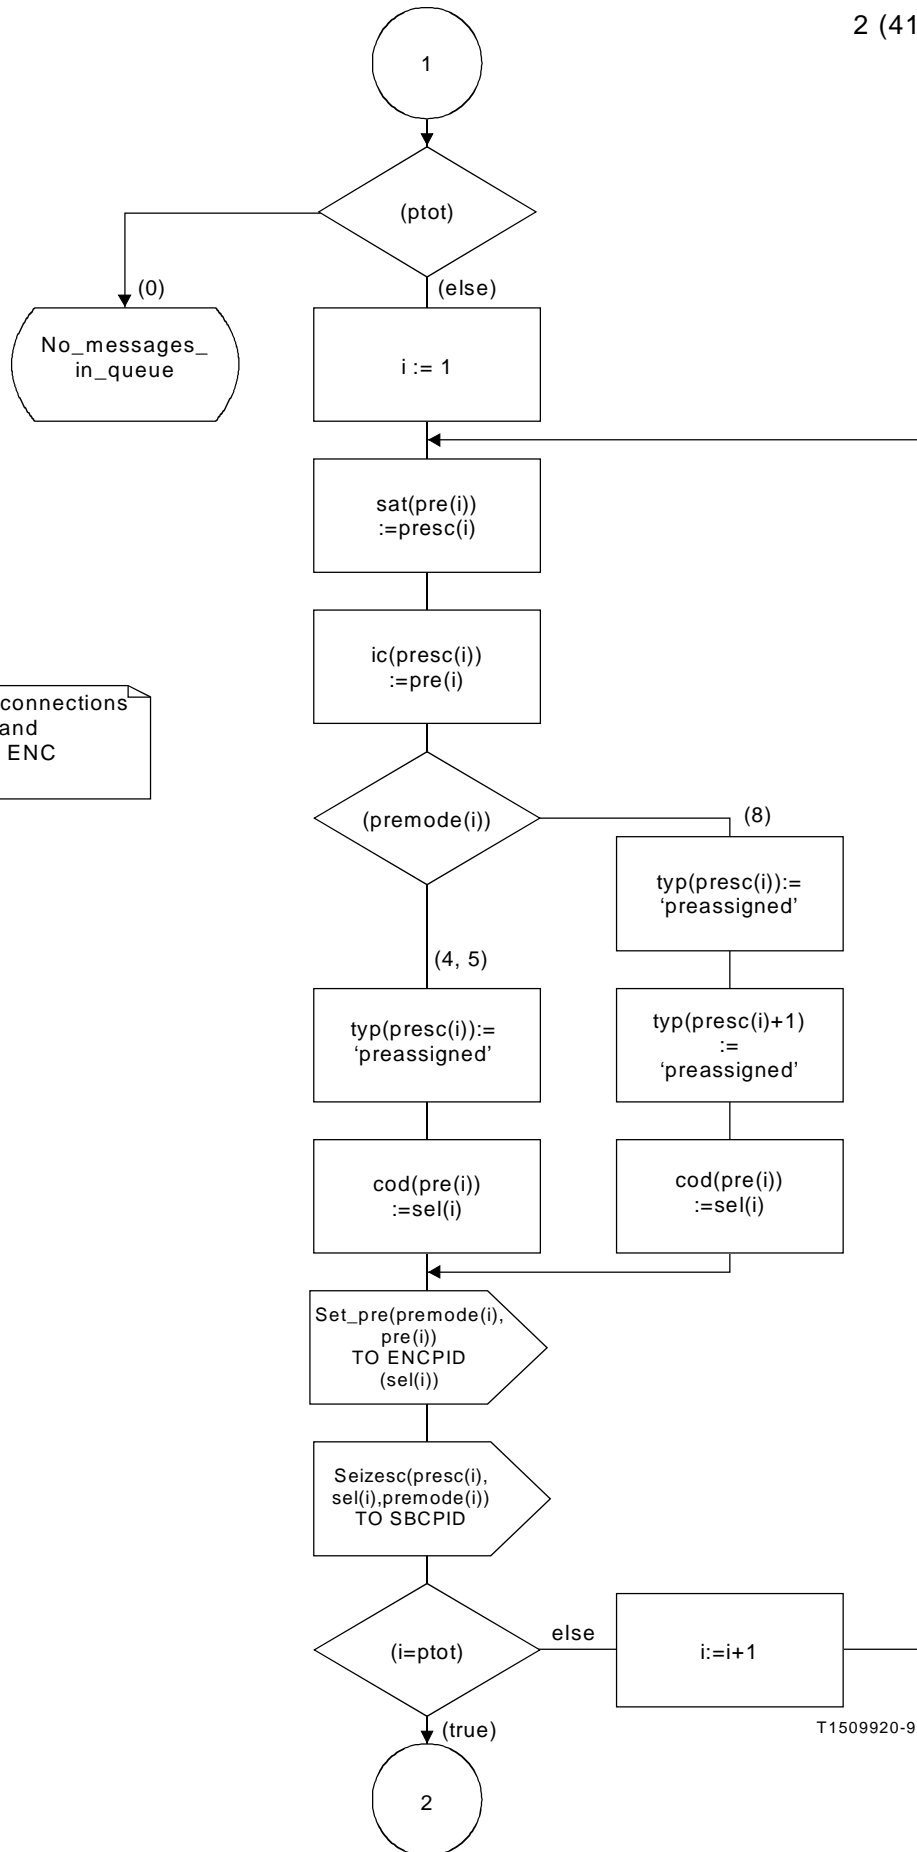 2 (41
1
(ptot)
(0)
(else)
No_messages_
in_queue
i := 1
sat(pre(i))
:=presc(i)
ic(presc(i))
:=pre(i)
connections
and
ENC
(premode(i))
(8)
typ(presc(i)):=
‘preassigned’
(4, 5)
typ(presc(i)):=
‘preassigned’
typ(presc(i)+1)
:=
‘preassigned’
cod(pre(i))
:=sel(i)
cod(pre(i))
:=sel(i)
Set_pre(premode(i),
pre(i))
TO ENCPID
(sel(i))
Seizesc(presc(i),
sel(i),premode(i))
TO SBCPID
(i=ptot)
else
i:=i+1
(true)
T1509920-9
2